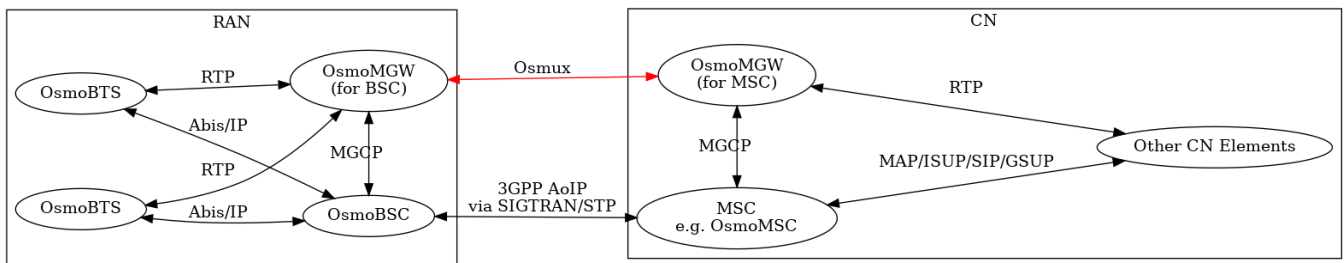 RAN
CN
OsmoBTS
RTP
OsmoMGW
(for BSC)
Osmux
OsmoMGW
(for MSC)
RTP
Abis/IP
MGCP
MGCP
Other CN Elements
MAP/ISUP/SIP/GSUP
RTP
OsmoBTS
Abis/IP
OsmoBSC
3GPP AoIP
via SIGTRAN/STP
MSC
e.g. OsmoMSC